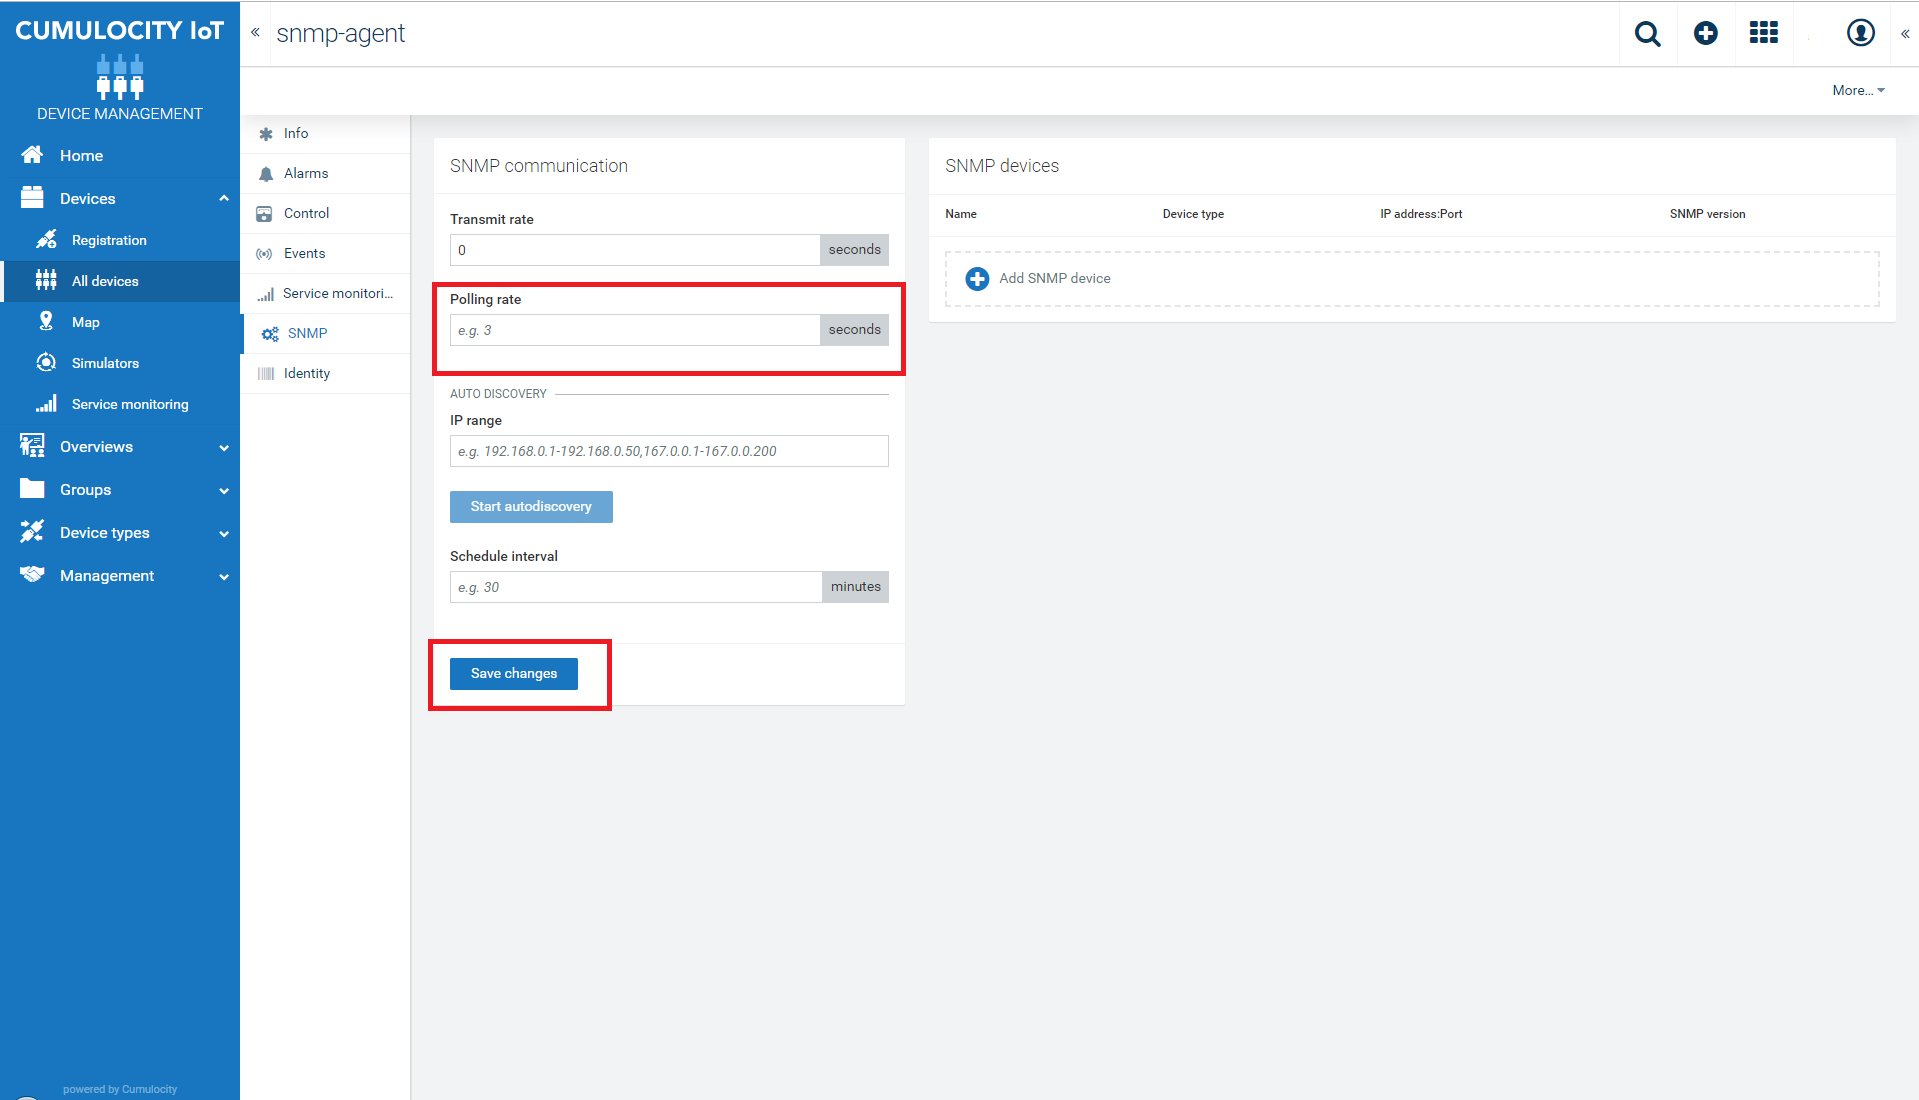 CUMULOCITY IoT
DEVICE MANAGEMENT
Home
Devices
Registration
All devices
Map
Simulators
Service monitoring
Overviews
Groups
Device types
Management
powered by Cumulocity
« snmp-agent
«
More...
Info
Alarms
Control
Events
Service monitori...
SNMP
Identity
SNMP communication
Transmit rate
0 seconds
Polling rate
e.g. 3 seconds
AUTO DISCOVERY
IP range
e.g. 192.168.0.1-192.168.0.50,167.0.0.1-167.0.0.200
Start autodiscovery
Schedule interval
e.g. 30 minutes
Save changes
SNMP devices
Name Device type IP address:Port SNMP version
Add SNMP device